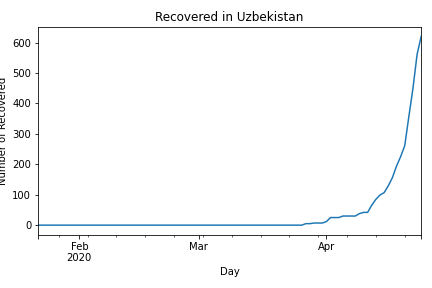 Recovered in Uzbekistan
600
500
400
300
200
100
0
Number of Recovered
Feb
2020
Mar
Apr
Day